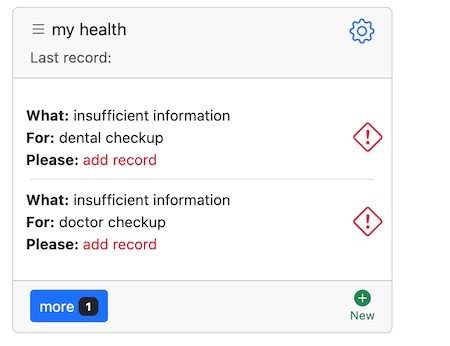 my health
Last record:
What: insufficient information
For: dental checkup
Please: add record
What: insufficient information
For: doctor checkup
Please: add record
more 1
New